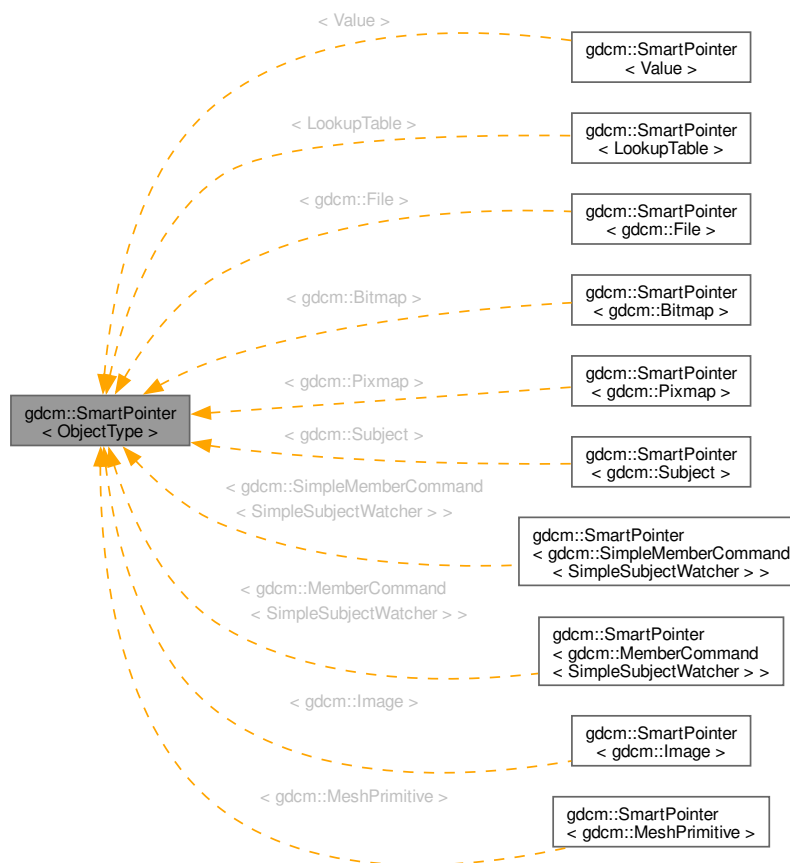 < Value >
gdcm::SmartPointer
< Value >
< LookupTable >
gdcm::SmartPointer
< LookupTable >
< gdcm::File >
gdcm::SmartPointer
< gdcm::File >
< gdcm::Bitmap >
gdcm::SmartPointer
< gdcm::Bitmap >
< gdcm::Pixmap >
gdcm::SmartPointer
< gdcm::Pixmap >
gdcm::SmartPointer
< ObjectType >
< gdcm::Subject >
gdcm::SmartPointer
< gdcm::Subject >
< gdcm::SimpleMemberCommand
< SimpleSubjectWatcher > >
gdcm::SmartPointer
< gdcm::SimpleMemberCommand
< SimpleSubjectWatcher > >
< gdcm::MemberCommand
< SimpleSubjectWatcher > >
gdcm::SmartPointer
< gdcm::MemberCommand
< SimpleSubjectWatcher > >
< gdcm::Image >
gdcm::SmartPointer
< gdcm::Image >
< gdcm::MeshPrimitive >
gdcm::SmartPointer
< gdcm::MeshPrimitive >